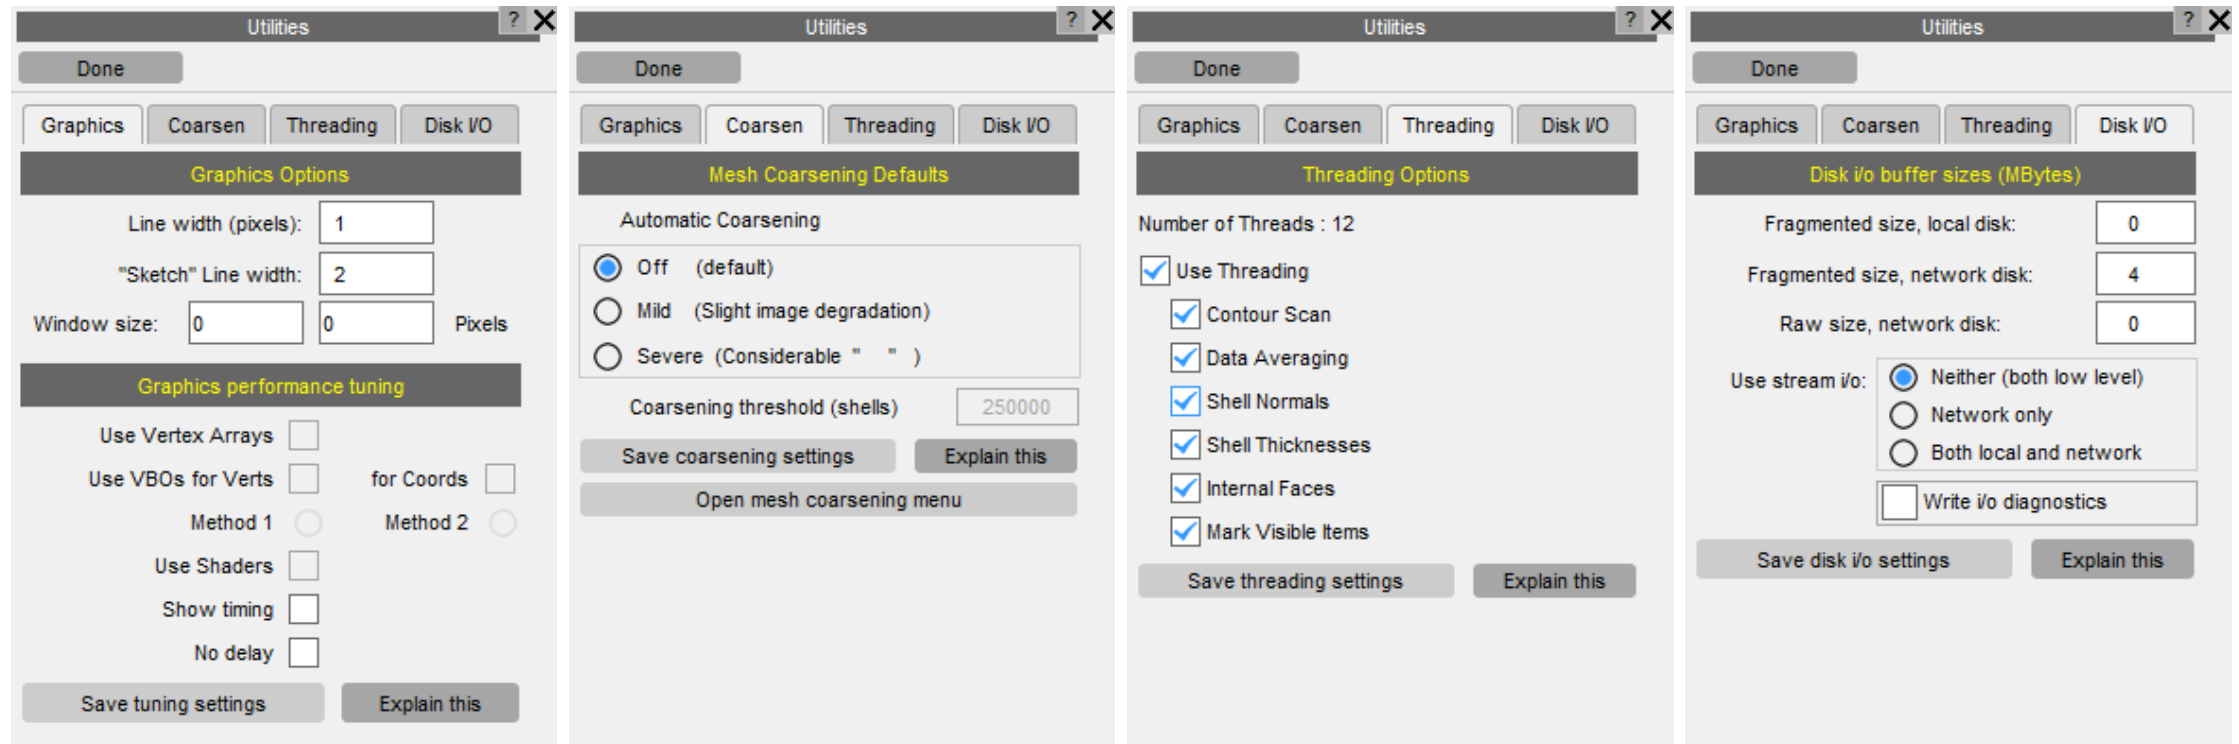 Utilities ?
Done
Graphics Coarsen Threading Disk I/O
Graphics Options
Line width (pixels): 1
"Sketch" Line width: 2
Window size: 0 0 Pixels
Graphics performance tuning
Use Vertex Arrays
Use VBOs for Verts for Coords
Method 1 Method 2
Use Shaders
Show timing
No delay
Save tuning settings Explain this
Utilities ?
Done
Graphics Coarsen Threading Disk I/O
Mesh Coarsening Defaults
Automatic Coarsening
Off (default)
Mild (Slight image degradation)
Severe (Considerable " " )
Coarsening threshold (shells) 250000
Save coarsening settings Explain this
Open mesh coarsening menu
Utilities ?
Done
Graphics Coarsen Threading Disk I/O
Threading Options
Number of Threads : 12
Use Threading
Contour Scan
Data Averaging
Shell Normals
Shell Thicknesses
Internal Faces
Mark Visible Items
Save threading settings Explain this
Utilities ?
Done
Graphics Coarsen Threading Disk I/O
Disk i/o buffer sizes (MBytes)
Fragmented size, local disk: 0
Fragmented size, network disk: 4
Raw size, network disk: 0
Use stream i/o: Neither (both low level)
Network only
Both local and network
Write i/o diagnostics
Save disk i/o settings Explain this